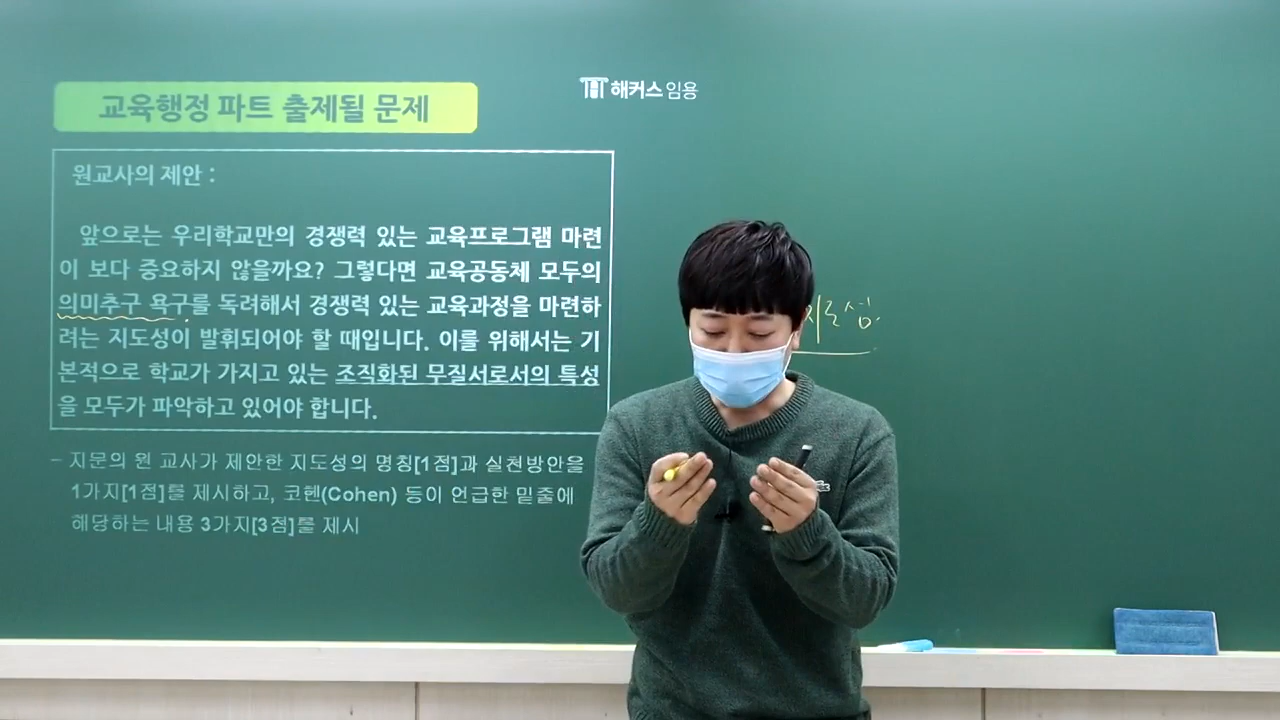 교육행정 파트 출제될 문제
해커스 임용
원교사의 제안 :
앞으로는 우리학교만의 경쟁력 있는 교육프로그램 마련
이 보다 중요하지 않을까요? 그렇다면 교육공동체 모두의
의미추구 욕구를 독려해서 경쟁력 있는 교육과정을 마련하
려는 지도성이 발휘되어야 할 때입니다. 이를 위해서는 기
본적으로 학교가 가지고 있는 조직화된 무질서로서의 특성
을 모두가 파악하고 있어야 합니다.
– 지문의 원 교사가 제안한 지도성의 명칭[1점]과 실천방안을
1가지[1점]를 제시하고, 코헨(Cohen) 등이 언급한 밑줄에
해당하는 내용 3가지[3점]를 제시